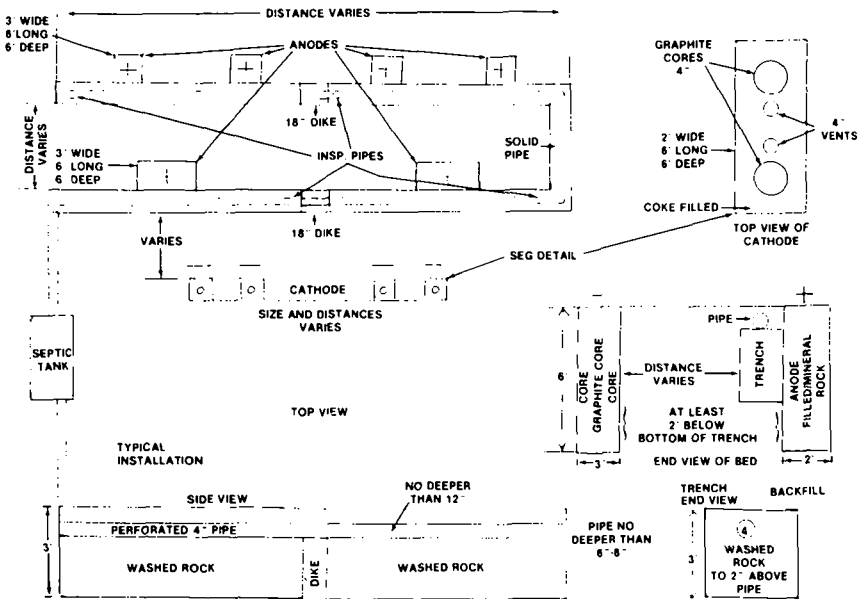 DISTANCE VARIES
3' WIDE
6' LONG
6' DEEP
ANODES
GRAPHITE
CORES
4"
18" DIKE
SOLID
PIPE
DISTANCE
VARIES
INSP. PIPES
3' WIDE
6' LONG
6' DEEP
4"
VENTS
2' WIDE
6' LONG
6' DEEP
COKE FILLED
TOP VIEW OF
CATHODE
18" DIKE
VARIES
SEG DETAIL
CATHODE
SIZE AND DISTANCES
VARIES
SEPTIC
TANK
TOP VIEW
TYPICAL
INSTALLATION
- +
PIPE
6'
CORE
GRAPHITE CORE
CORE
DISTANCE
VARIES
TRENCH
ANODE
FILLED/MINERAL
ROCK
AT LEAST
2' BELOW
BOTTOM OF TRENCH
3'
END VIEW OF BED
2'
SIDE VIEW
NO DEEPER
THAN 12"
PERFORATED 4" PIPE
3'
WASHED ROCK
DIKE
WASHED ROCK
PIPE NO
DEEPER THAN
6"-8"
TRENCH
END VIEW
BACKFILL
3'
4
WASHED
ROCK
TO 2" ABOVE
PIPE